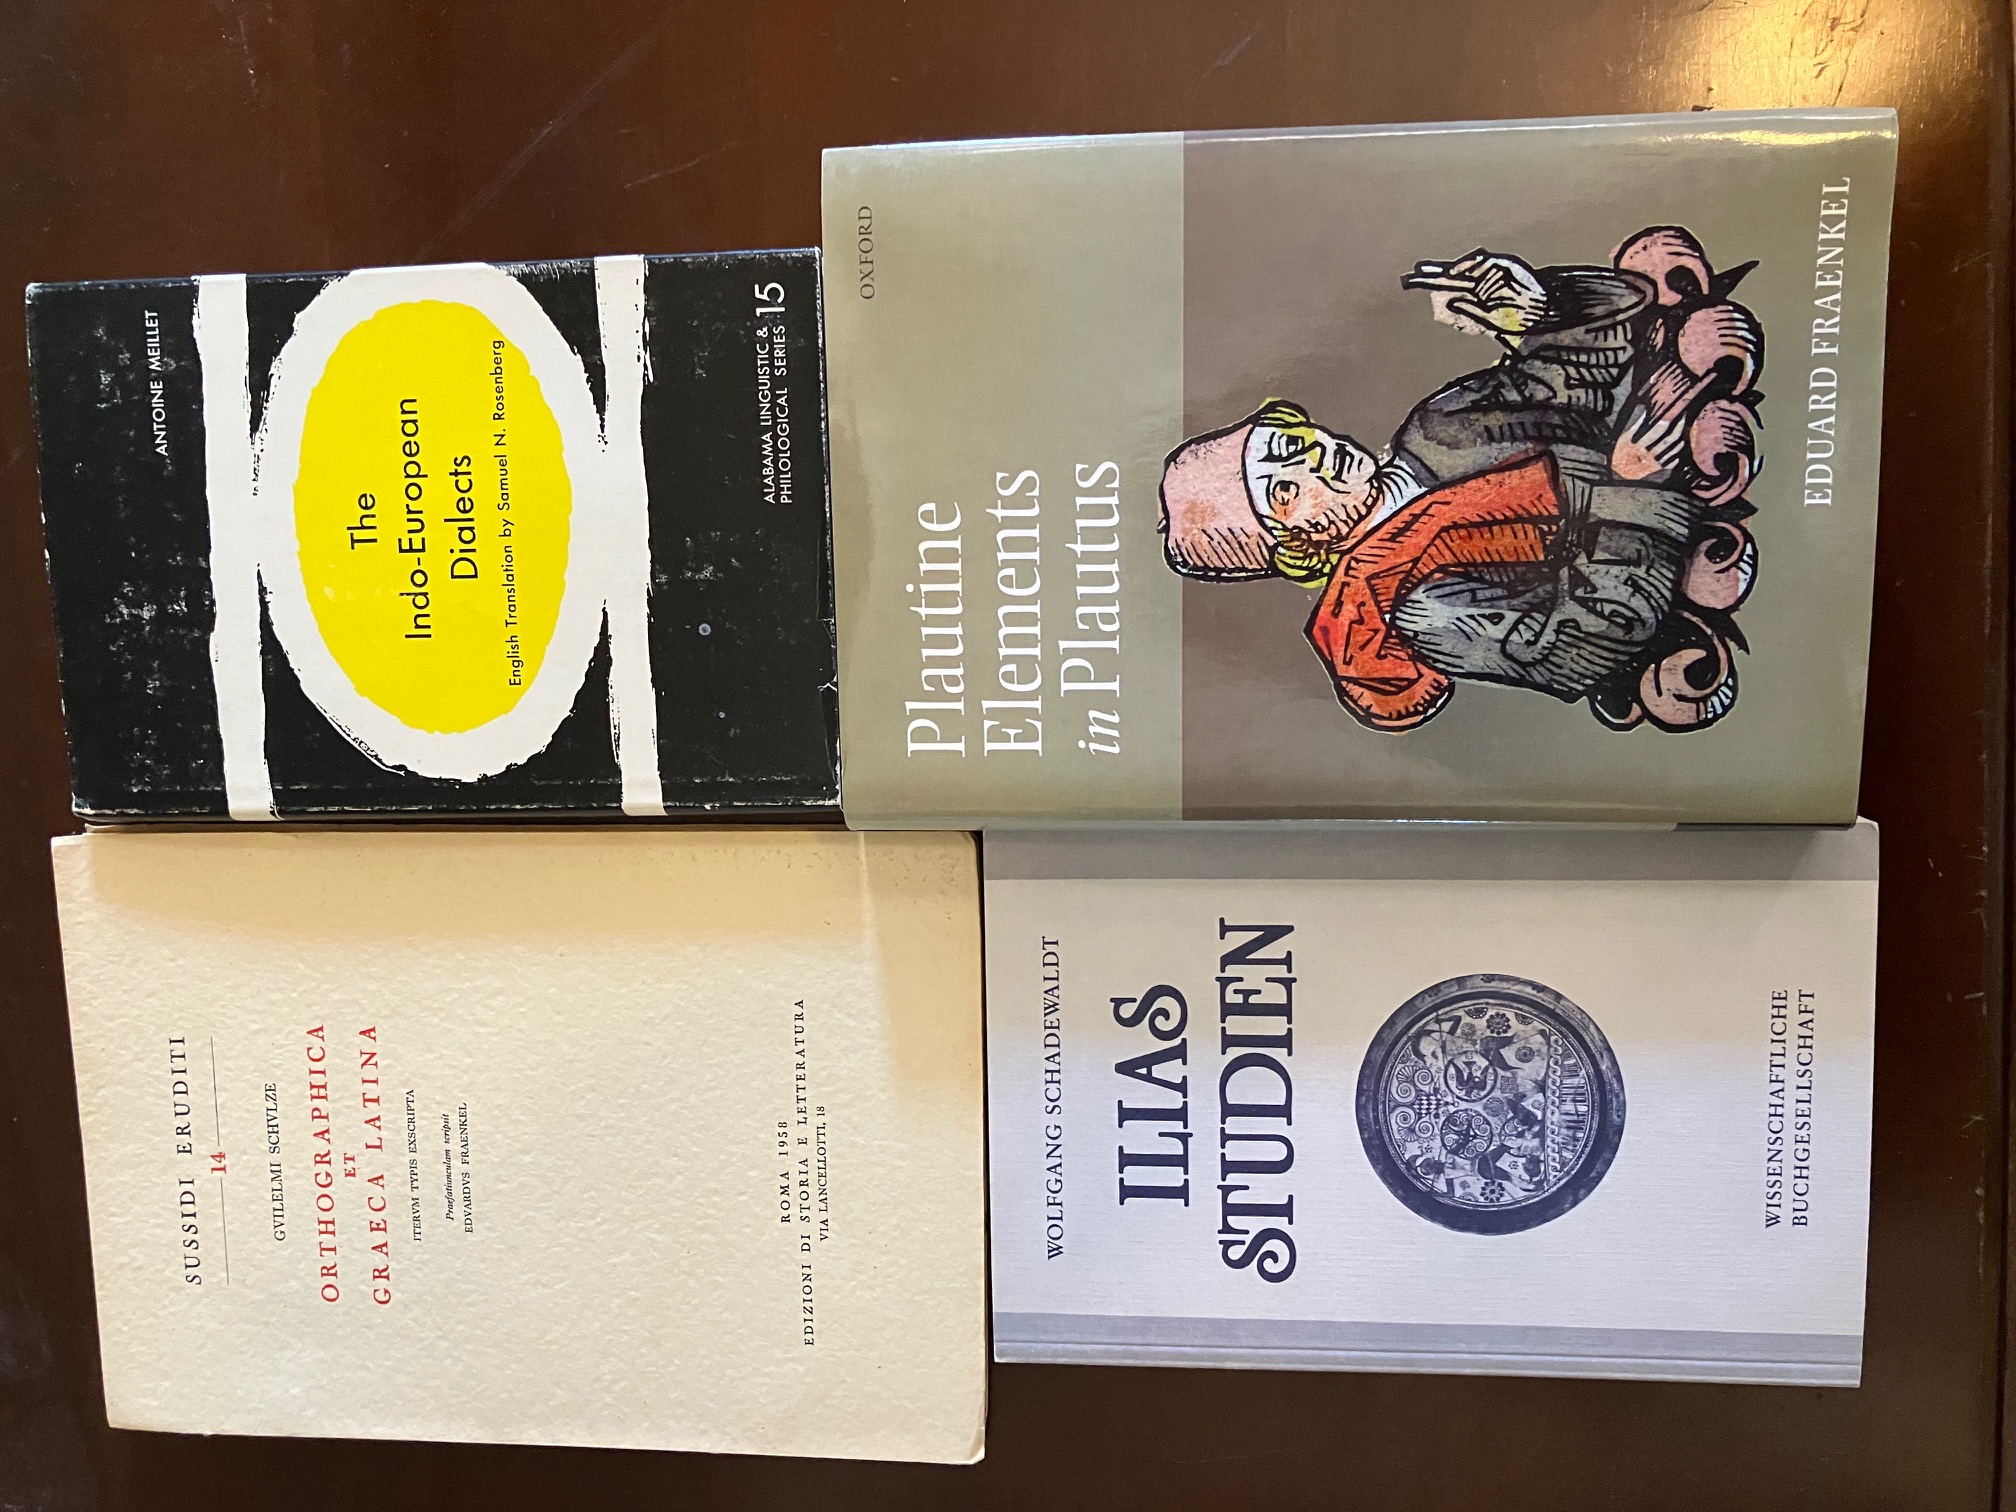 SUSSIDI ERUDITI
14
GVILELMI SCHVLZE
ORTHOGRAPHICA
ET
GRAECA LATINA
ITERVM TYPIS EXSCRIPTA
Praefatiunculam scripsit
EDVARDVS FRAENKEL
ROMA 1958
EDIZIONI DI STORIA E LETTERATURA
VIA LANCELLOTTI, 18
ANTOINE MEILLET
The
Indo-European
Dialects
English Translation by Samuel N. Rosenberg
ALABAMA LINGUISTIC &
PHILOLOGICAL SERIES 15
WOLFGANG SCHADEWALDT
ILIAS
STUDIEN
WISSENSCHAFTLICHE
BUCHGESELLSCHAFT
OXFORD
Plautine
Elements
in Plautus
EDUARD FRAENKEL